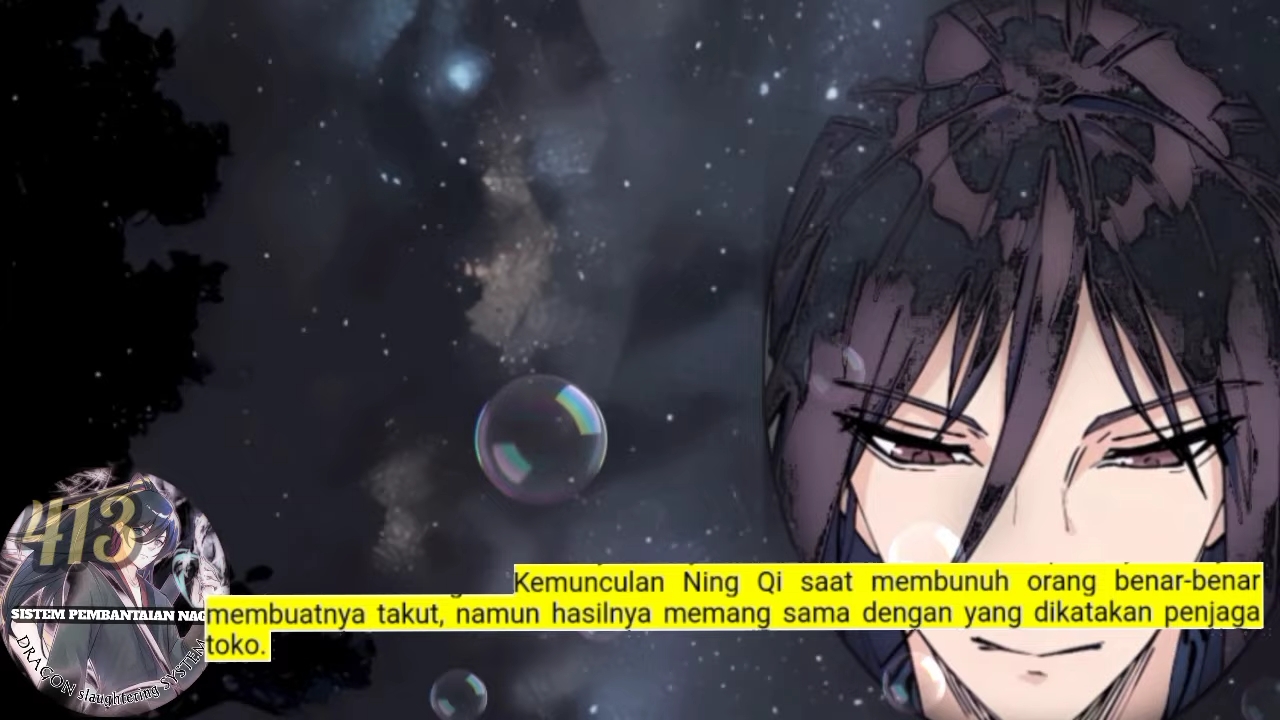 413
SISTEM PEMBANTAIAN NAG
DRAGON slaughtering SYSTEM
Kemunculan Ning Qi saat membunuh orang benar-benar
membuatnya takut, namun hasilnya memang sama dengan yang dikatakan penjaga
toko.